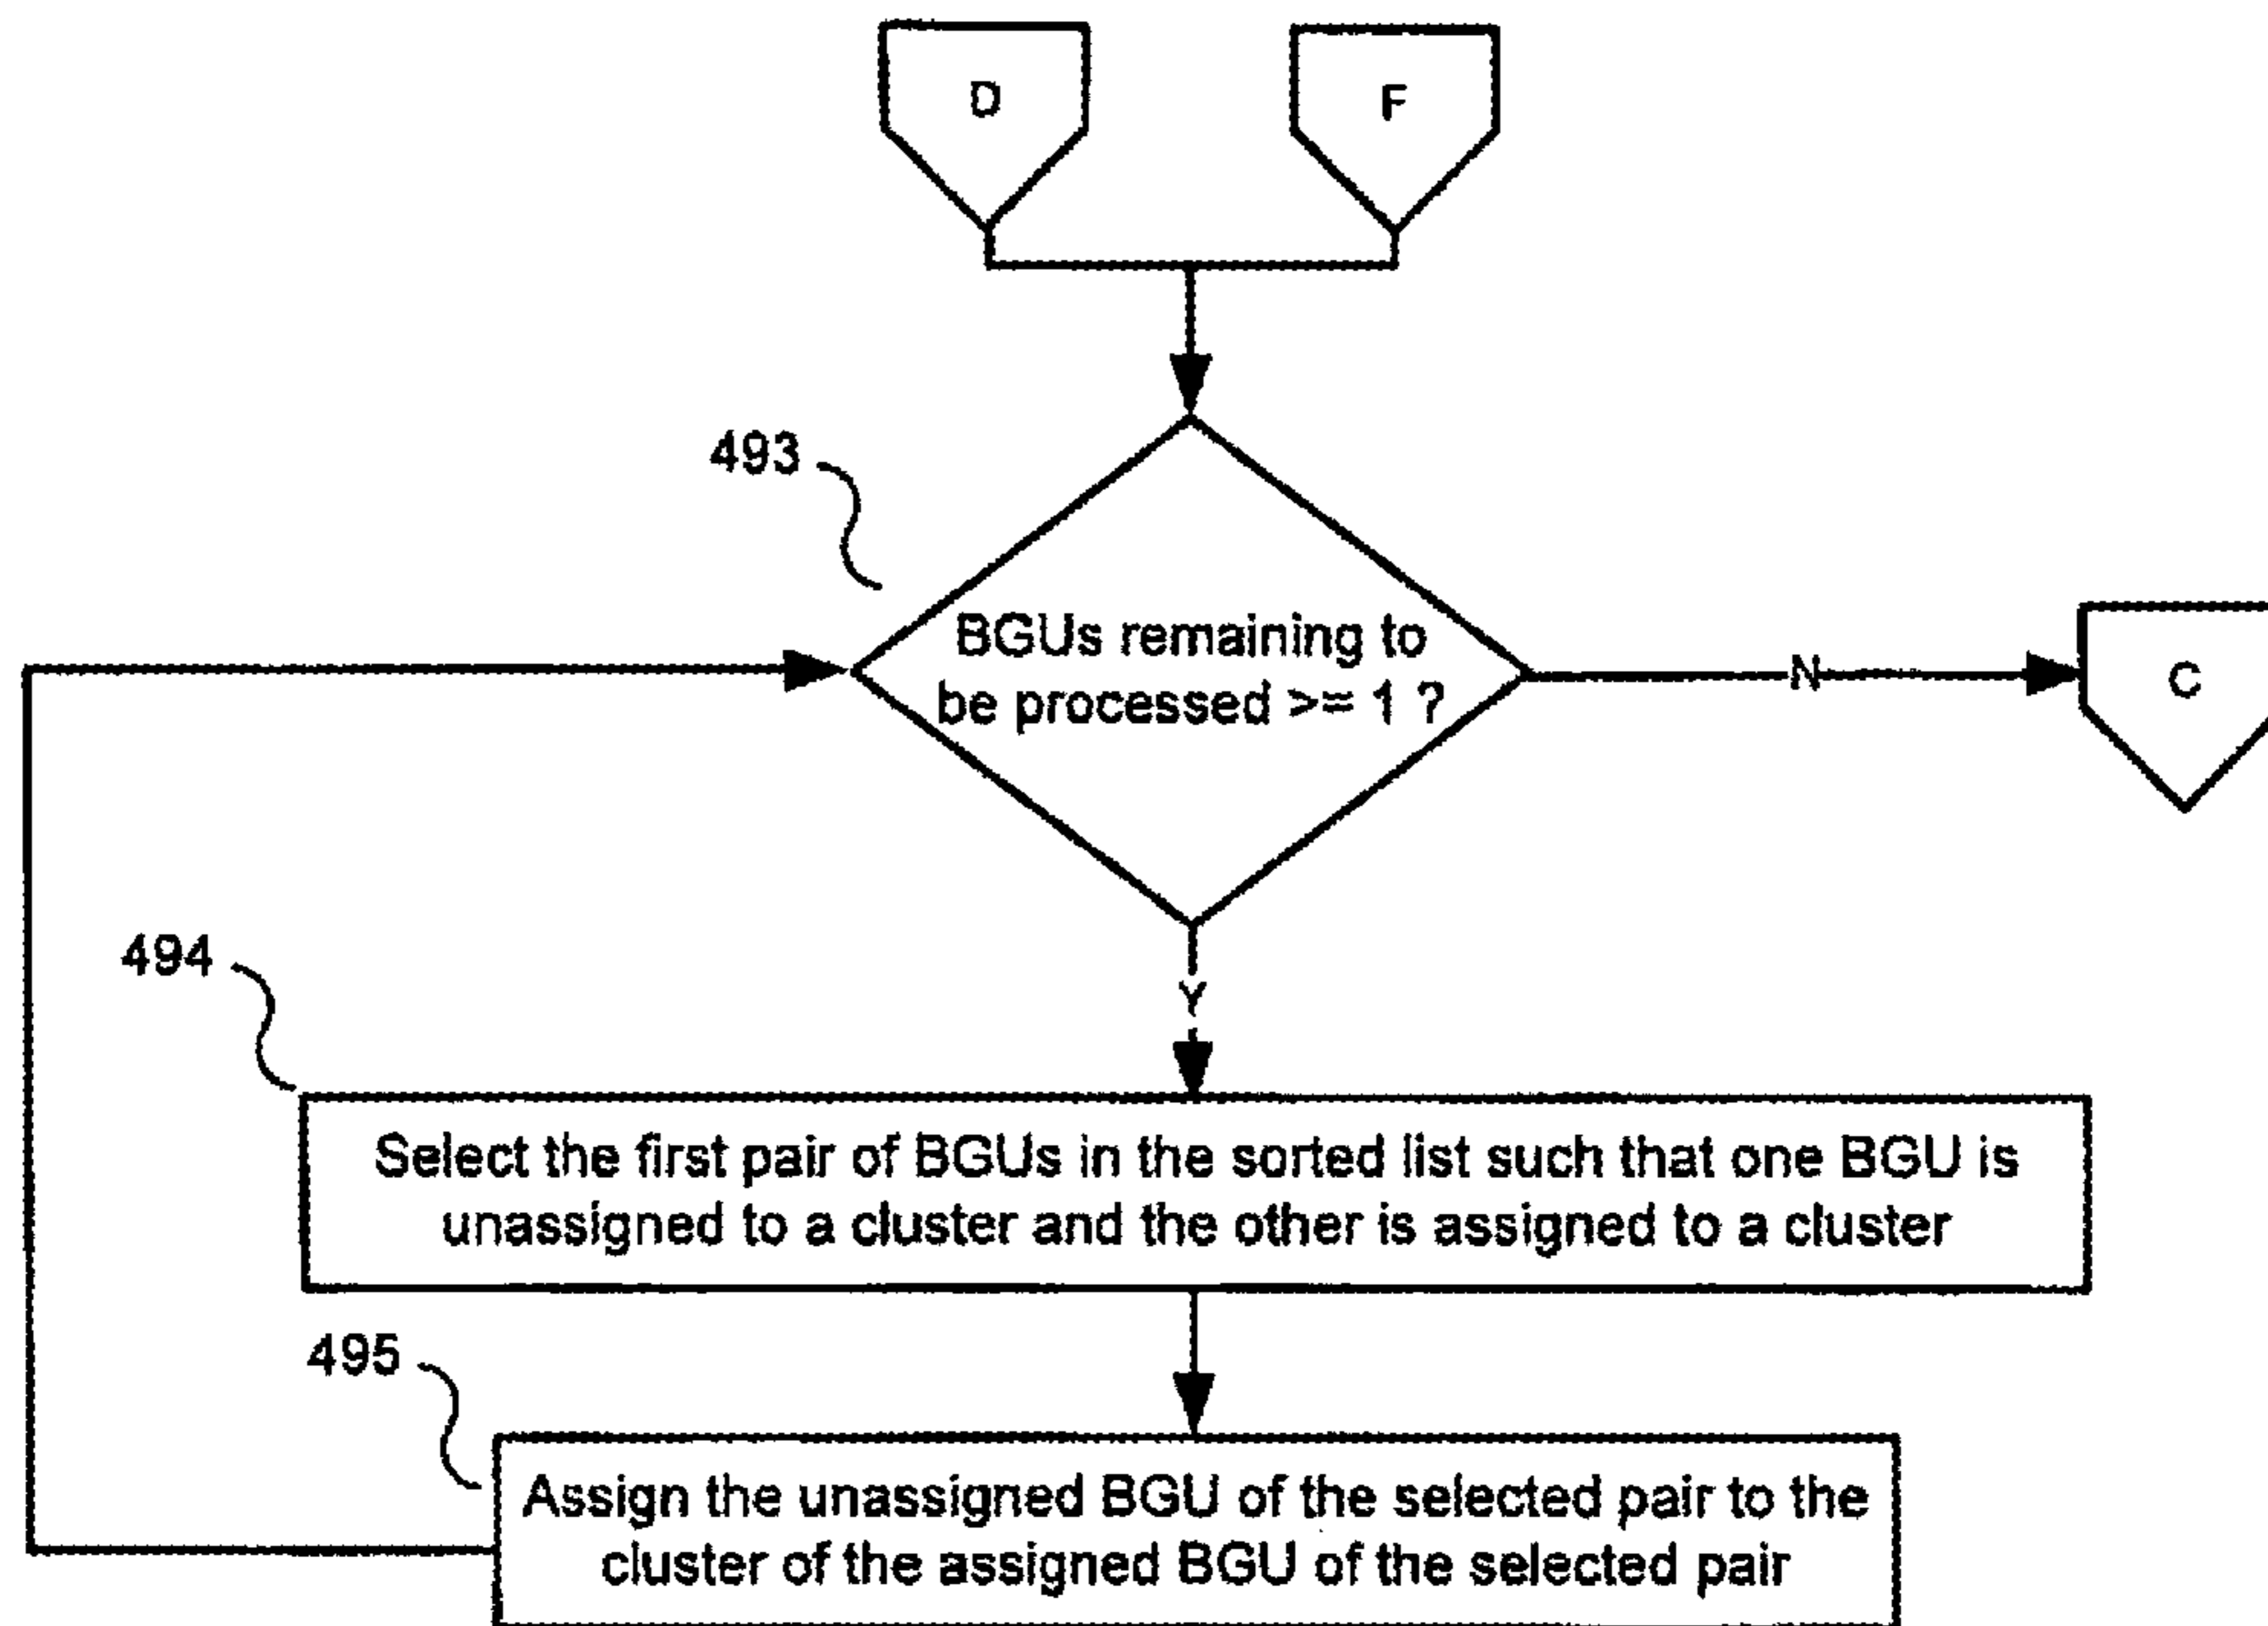 D
F
493
BGUs remaining to
be processed >= 1 ?
N
C
Y
494
Select the first pair of BGUs in the sorted list such that one BGU is
unassigned to a cluster and the other is assigned to a cluster
495
Assign the unassigned BGU of the selected pair to the
cluster of the assigned BGU of the selected pair